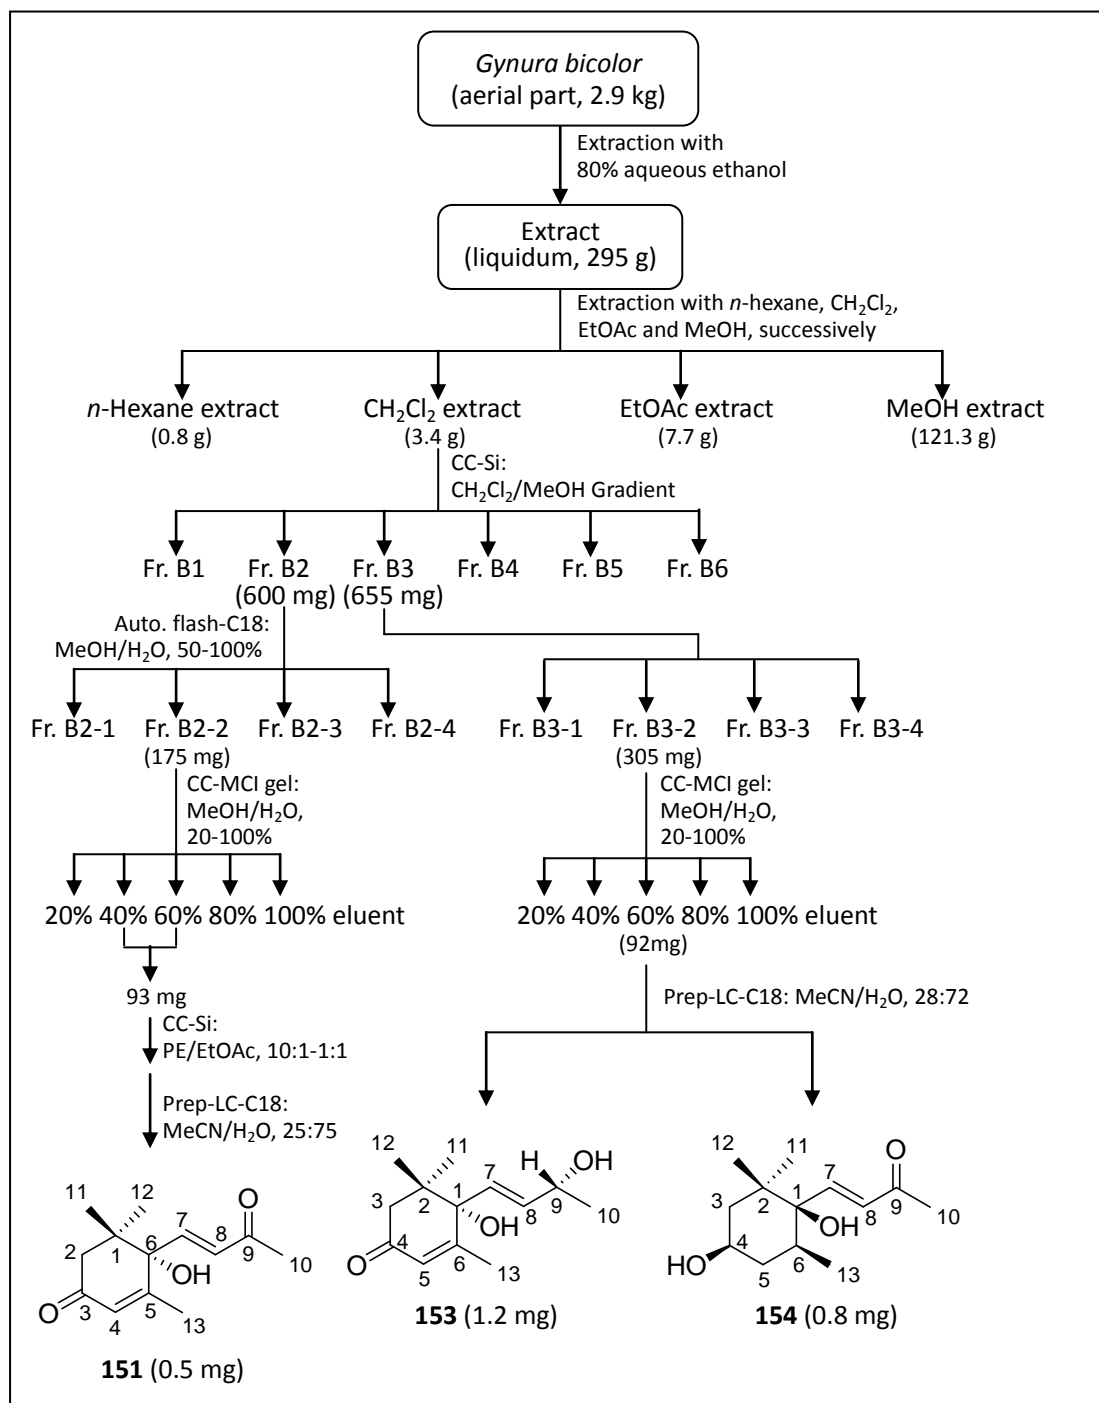 Gynura bicolor
(aerial part, 2.9 kg)
Extraction with
80% aqueous ethanol
Extract
(liquidum, 295 g)
Extraction with n-hexane, CH₂Cl₂,
EtOAc and MeOH, successively
n-Hexane extract
(0.8 g)
CH₂Cl₂ extract
(3.4 g)
EtOAc extract
(7.7 g)
MeOH extract
(121.3 g)
CC-Si:
CH₂Cl₂/MeOH Gradient
Fr. B1
Fr. B2
(600 mg)
Fr. B3
(655 mg)
Fr. B4
Fr. B5
Fr. B6
Auto. flash-C18:
MeOH/H₂O, 50-100%
Fr. B2-1
Fr. B2-2
(175 mg)
Fr. B2-3
Fr. B2-4
Fr. B3-1
Fr. B3-2
(305 mg)
Fr. B3-3
Fr. B3-4
CC-MCI gel:
MeOH/H₂O,
20-100%
CC-MCI gel:
MeOH/H₂O,
20-100%
20% 40% 60% 80% 100% eluent
20% 40% 60% 80% 100% eluent
(92mg)
93 mg
CC-Si:
PE/EtOAc, 10:1-1:1
Prep-LC-C18:
MeCN/H₂O, 25:75
Prep-LC-C18: MeCN/H₂O, 28:72
11
12
7
8
O
9
10
2
1
6
OH
O
3
4
5
13
151 (0.5 mg)
12
11
H
OH
7
8
9
10
3
2
1
OH
O
4
5
6
13
153 (1.2 mg)
12
11
O
7
8
9
10
3
2
1
OH
HO
4
5
6
13
154 (0.8 mg)